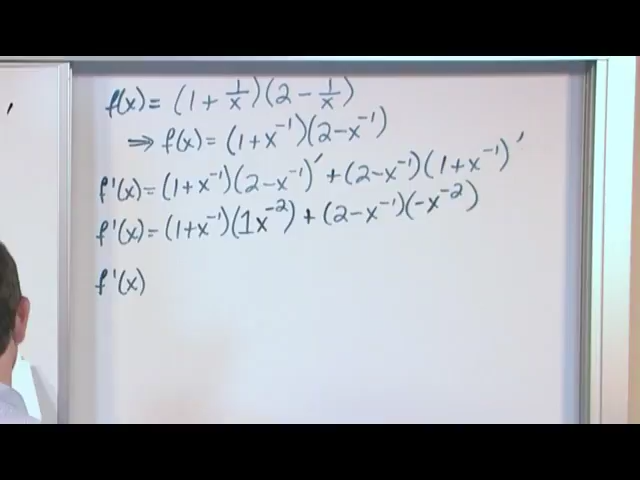 f(x) = (1 + 1/x)(2 - 1/x)
⇒ f(x) = (1 + x⁻¹)(2 - x⁻¹)
f'(x) = (1 + x⁻¹)(2 - x⁻¹)' + (2 - x⁻¹)(1 + x⁻¹)'
f'(x) = (1 + x⁻¹)(1x⁻²) + (2 - x⁻¹)(-x⁻²)
f'(x)